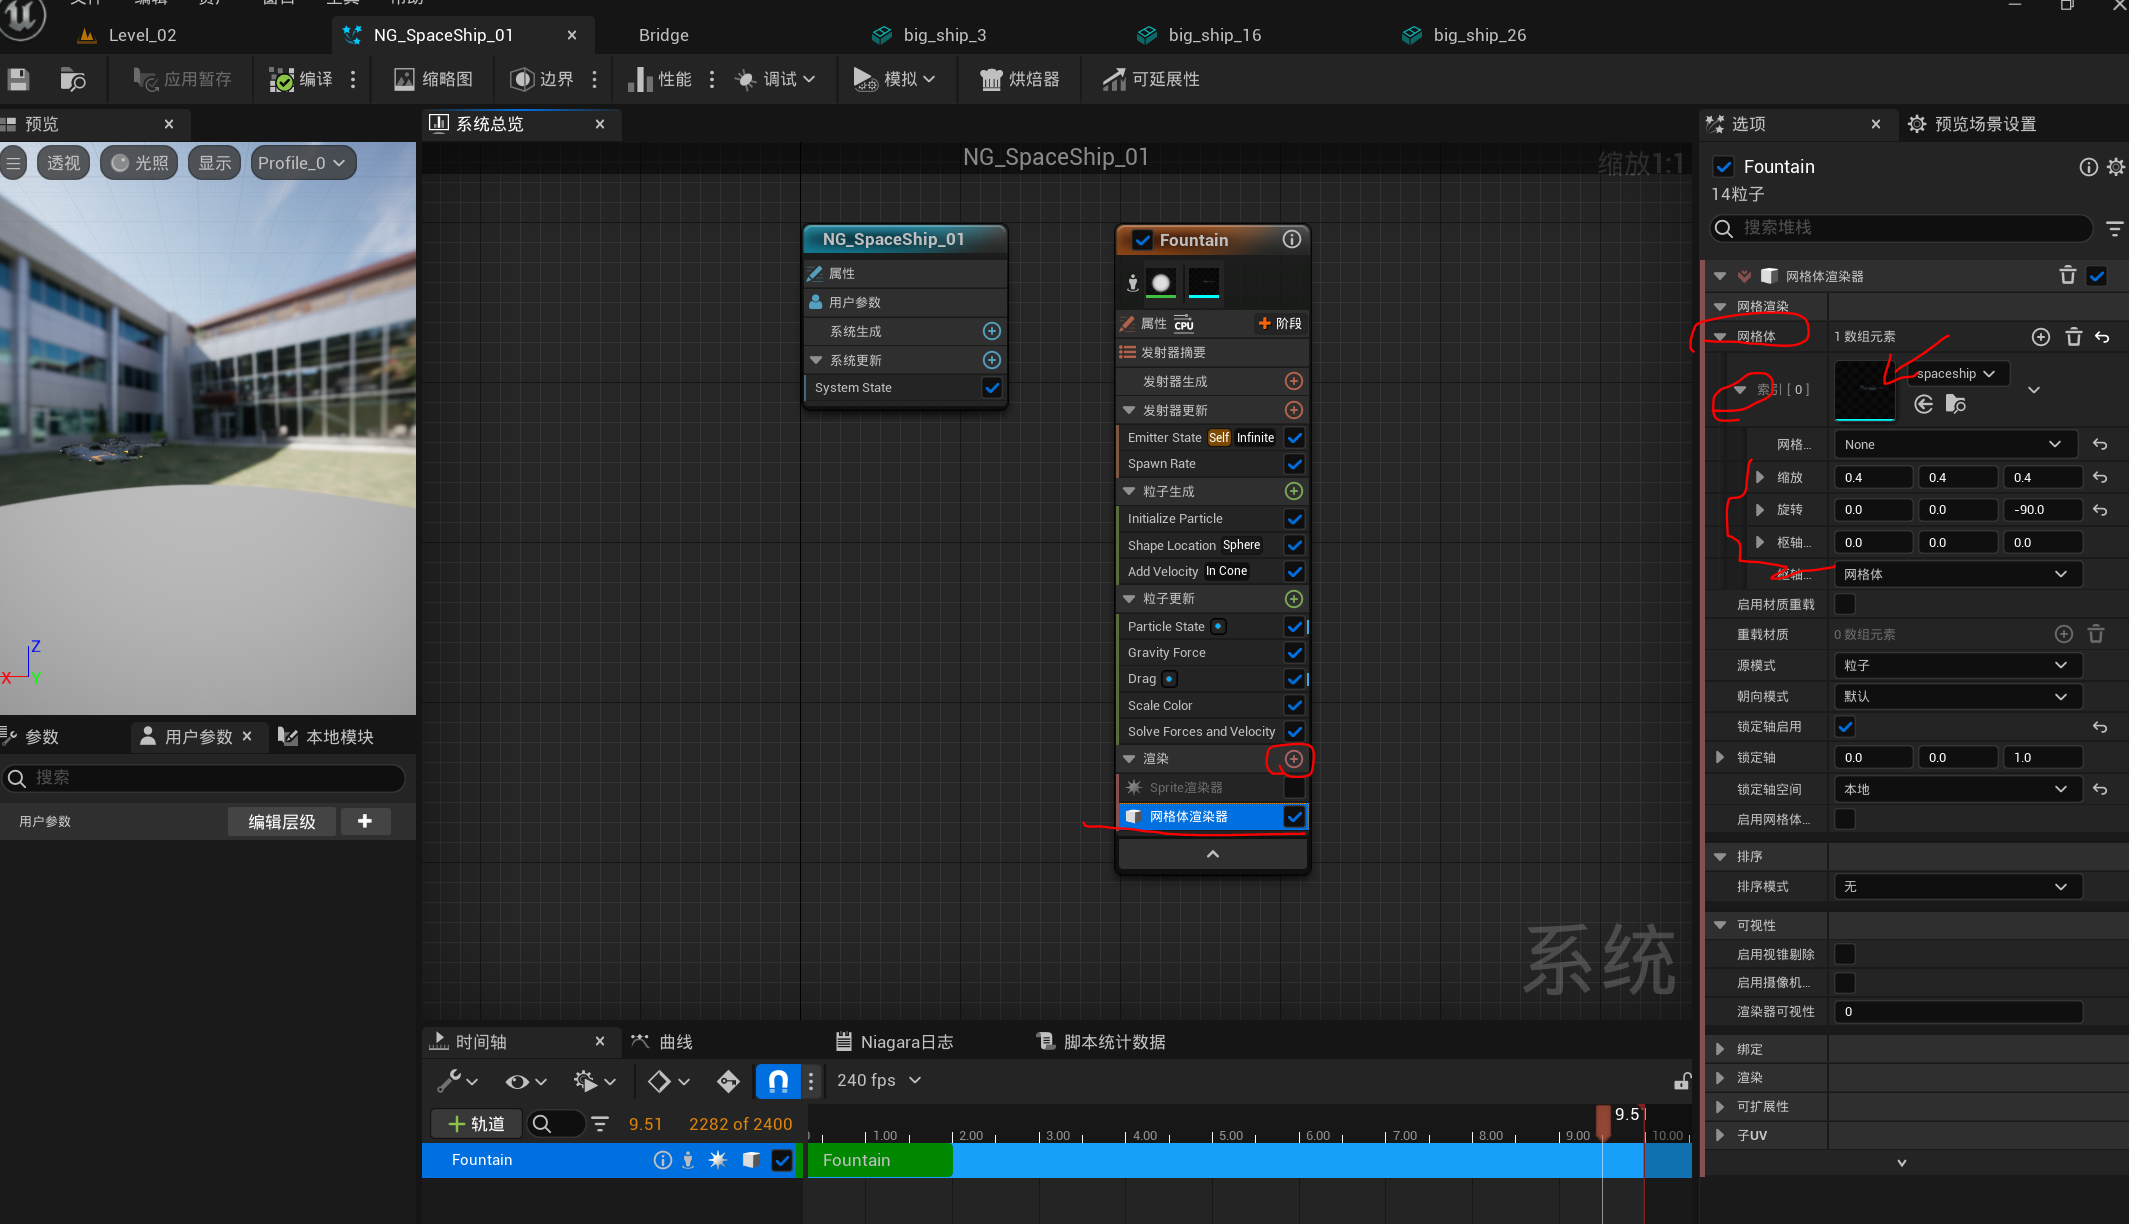 文件 编辑 资产 窗口 工具 帮助
Level_02
NG_SpaceShip_01
Bridge
big_ship_3
big_ship_16
big_ship_26
应用暂存
编译
缩略图
边界
性能
调试
模拟
烘焙器
可延展性
预览
透视
光照
显示
Profile_0
Z
X
Y
参数
用户参数
本地模块
搜索
用户参数
编辑层级
系统总览
NG_SpaceShip_01
缩放1:1
NG_SpaceShip_01
属性
用户参数
系统生成
系统更新
System State
Fountain
属性 CPU 阶段
发射器摘要
发射器生成
发射器更新
Emitter State Self Infinite
Spawn Rate
粒子生成
Initialize Particle
Shape Location Sphere
Add Velocity In Cone
粒子更新
Particle State
Gravity Force
Drag
Scale Color
Solve Forces and Velocity
渲染
Sprite渲染器
网格体渲染器
系统
时间轴
曲线
Niagara日志
脚本统计数据
240 fps
轨道
9.51
2282 of 2400
9.51
1.00 2.00 3.00 4.00 5.00 6.00 7.00 8.00 9.00 10.00
Fountain
Fountain
选项
预览场景设置
Fountain
14粒子
搜索堆栈
网格体渲染器
网格渲染
网格体 1 数组元素
索引 [ 0 ] spaceship
网格... None
缩放 0.4 0.4 0.4
旋转 0.0 0.0 -90.0
枢轴... 0.0 0.0 0.0
枢轴... 网格体
启用材质重载
重载材质 0 数组元素
源模式 粒子
朝向模式 默认
锁定轴启用
锁定轴 0.0 0.0 1.0
锁定轴空间 本地
启用网格体...
排序
排序模式 无
可视性
启用视锥剔除
启用摄像机...
渲染器可视性 0
绑定
渲染
可扩展性
子UV